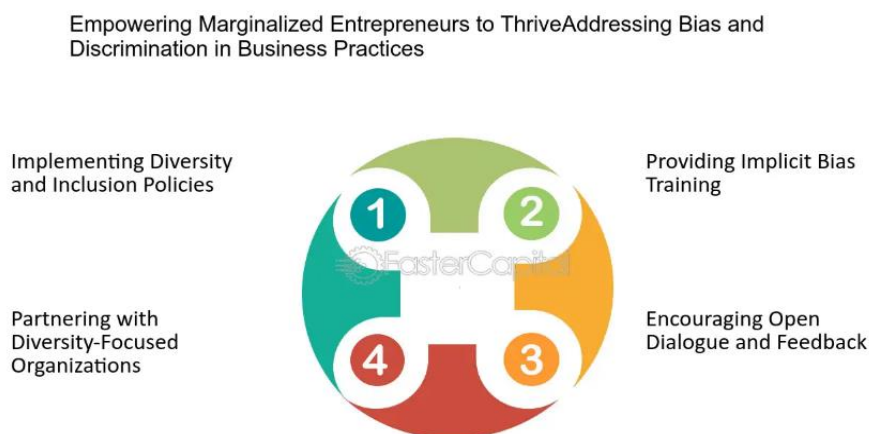 Empowering Marginalized Entrepreneurs to ThriveAddressing Bias and
Discrimination in Business Practices
Implementing Diversity
and Inclusion Policies
1
2
Providing Implicit Bias
Training
FasterCapital
Partnering with
Diversity-Focused
Organizations
4
3
Encouraging Open
Dialogue and Feedback